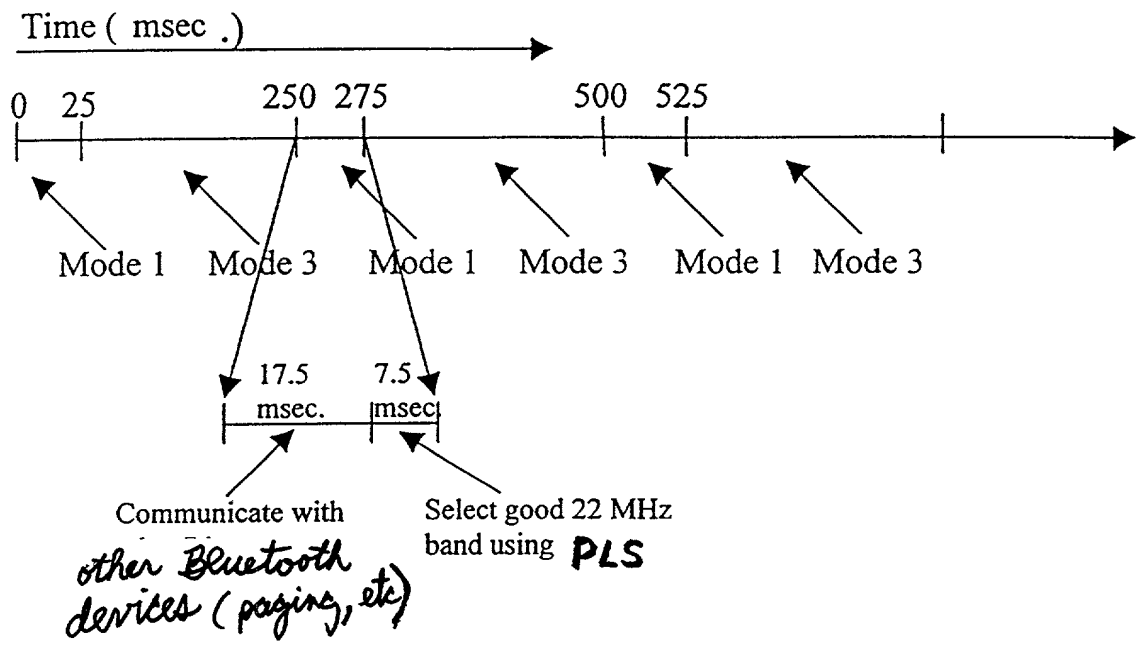 Time ( msec .)
0 25 250 275 500 525
Mode 1 Mode 3 Mode 1 Mode 3 Mode 1 Mode 3
17.5 7.5
msec. msec
Communicate with
other Bluetooth
devices (paging, etc)
Select good 22 MHz
band using PLS